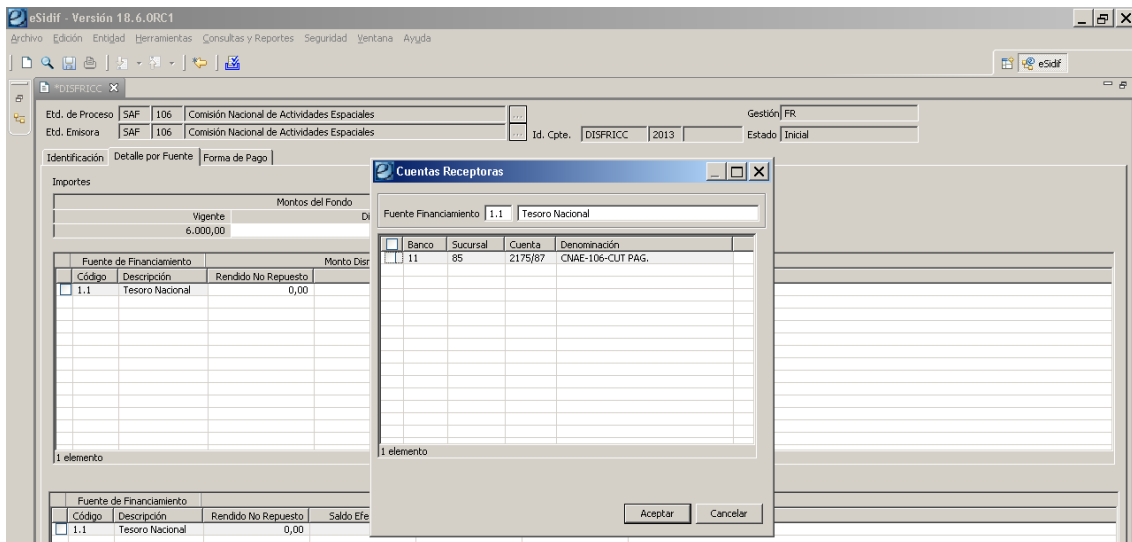 eSidif - Versión 18.6.0RC1
Archivo Edición Entidad Herramientas Consultas y Reportes Seguridad Ventana Ayuda
eSidif
*DISFRICC
Etd. de Proceso SAF 106 Comisión Nacional de Actividades Espaciales ... Gestión FR
Etd. Emisora SAF 106 Comisión Nacional de Actividades Espaciales ... Id. Cpte. DISFRICC 2013 Estado Inicial
Identificación Detalle por Fuente Forma de Pago
Importes
Montos del Fondo
Vigente
6.000,00
Fuente de Financiamiento
Código Descripción Rendido No Repuesto
1.1 Tesoro Nacional 0,00
1 elemento
Fuente de Financiamiento
Código Descripción Rendido No Repuesto Saldo
1.1 Tesoro Nacional 0,00
Cuentas Receptoras
Fuente Financiamiento 1.1 Tesoro Nacional
Banco Sucursal Cuenta Denominación
11 85 2175/87 CNAE-106-CUT PAG.
1 elemento
Aceptar Cancelar